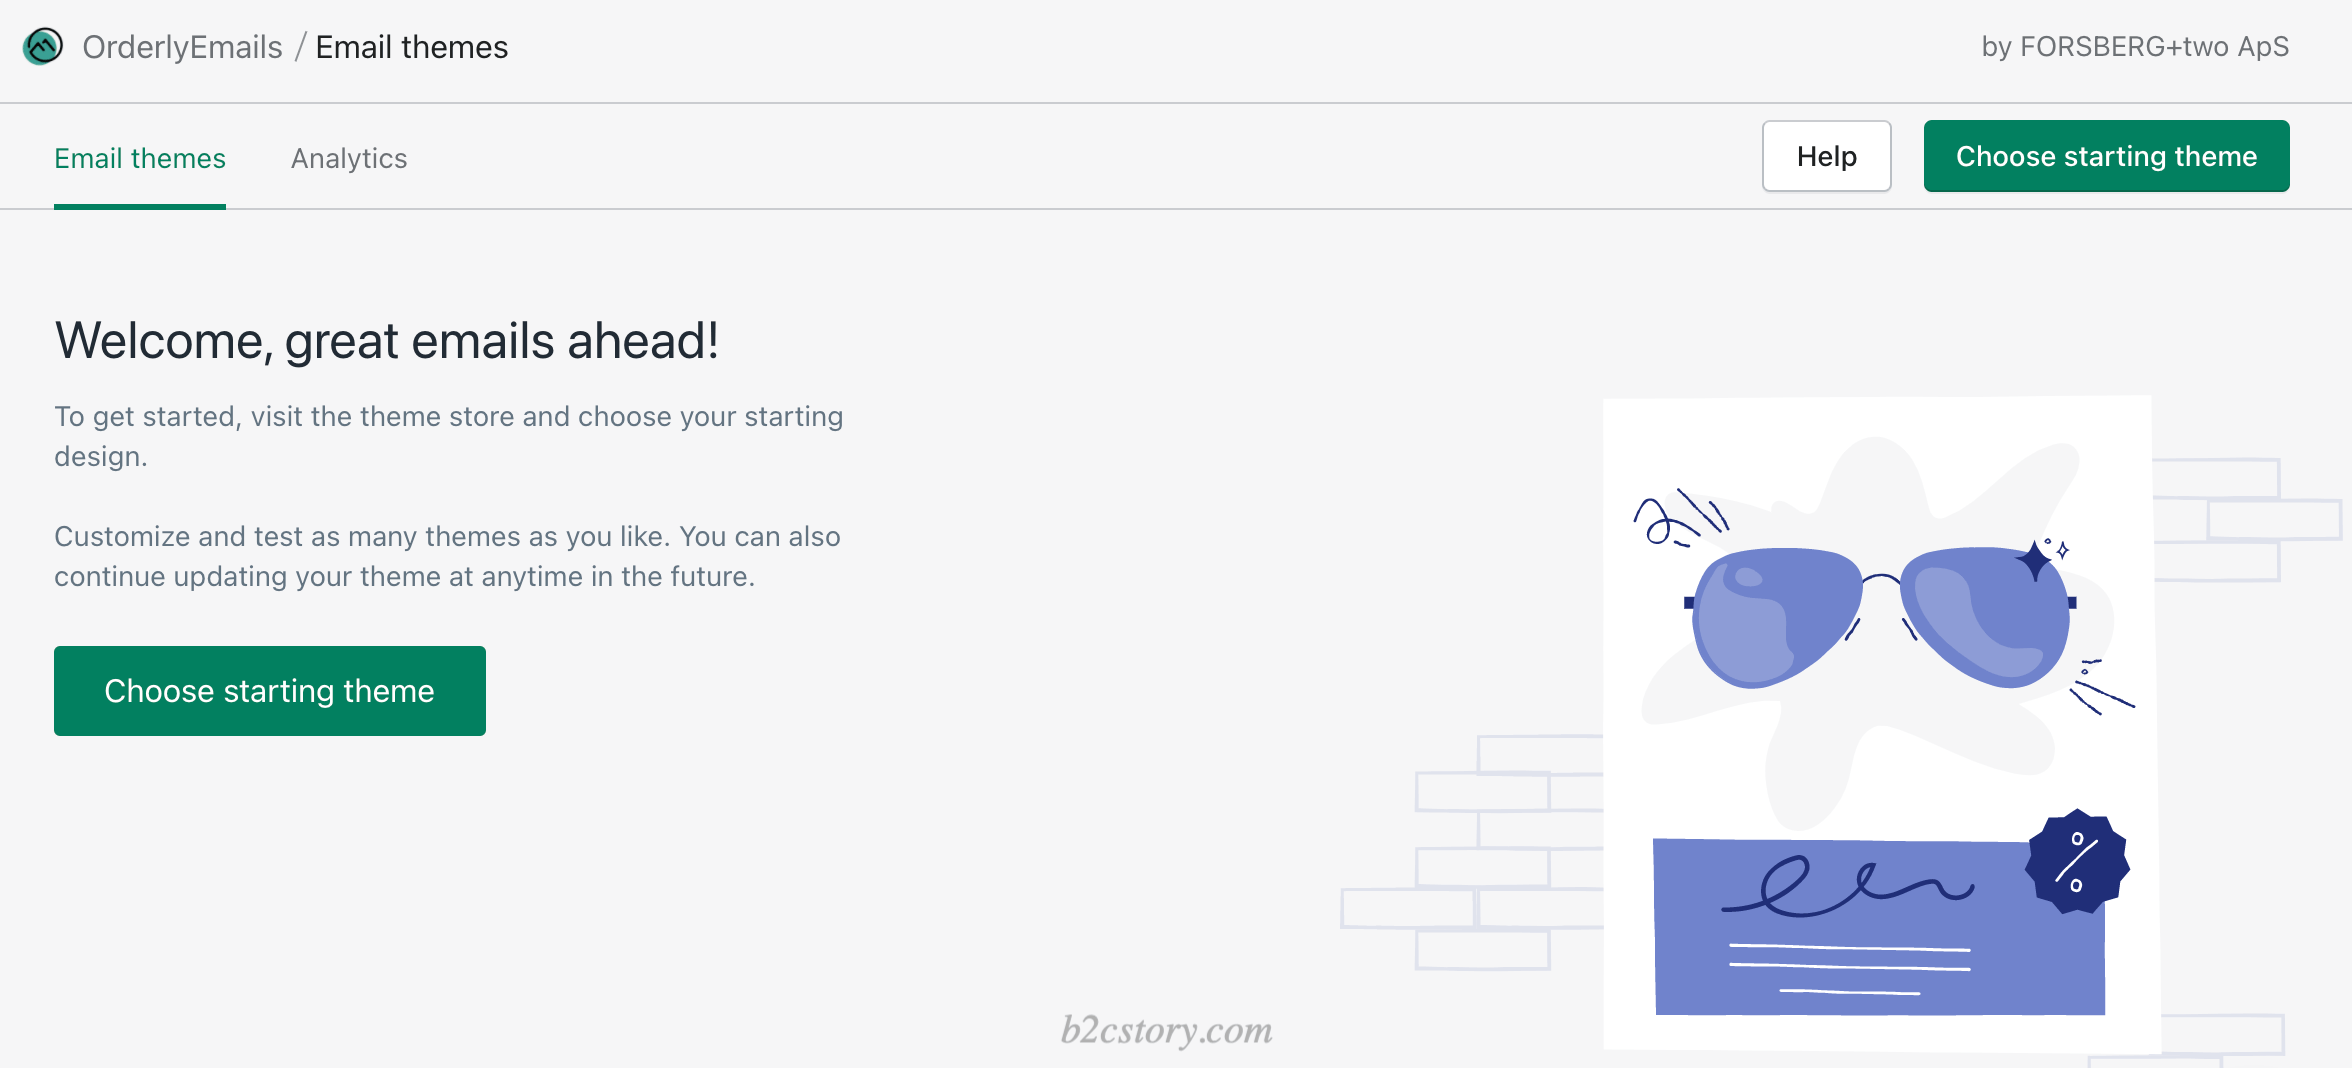 OrderlyEmails / Email themes
by FORSBERG+two ApS
Email themes
Analytics
Help
Choose starting theme
Welcome, great emails ahead!
To get started, visit the theme store and choose your starting
design.
Customize and test as many themes as you like. You can also
continue updating your theme at anytime in the future.
Choose starting theme
%
b2cstory.com